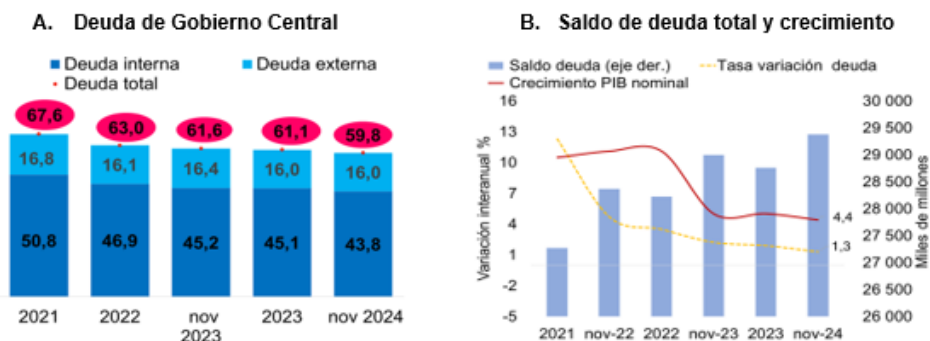 A. Deuda de Gobierno Central
Deuda interna Deuda externa
Deuda total
67,6 63,0 61,6 61,1 59,8
16,8 16,1 16,4 16,0 16,0
50,8 46,9 45,2 45,1 43,8
2021 2022 nov 2023 2023 nov 2024
B. Saldo de deuda total y crecimiento
Saldo deuda (eje der.) Tasa variación deuda
Crecimiento PIB nominal
Variación interanual %
16
13
10
7
4
1
-2
-5
4,4
1,3
30 000
29 500
29 000
28 500
28 000
27 500
27 000
26 500
26 000
Miles de millones
2021 nov-22 2022 nov-23 2023 nov-24